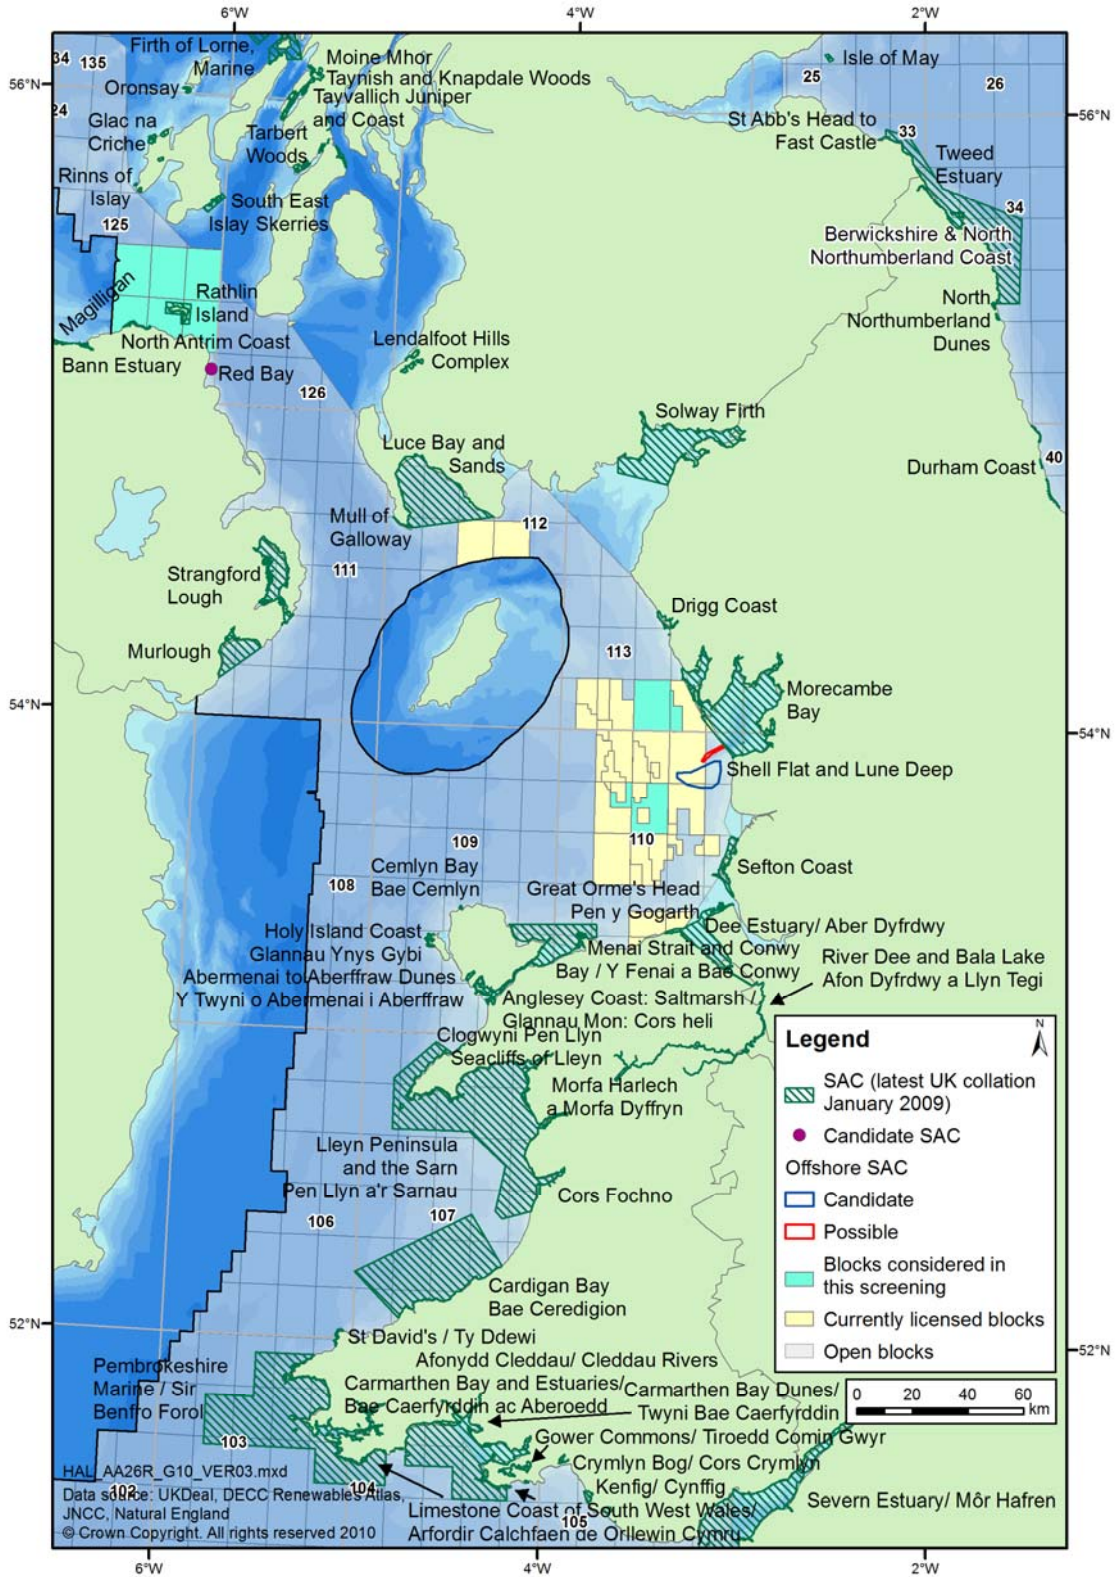 6°W
4°W
2°W
Firth of Lorne,
Marine
Moine Mhor
Taynish and Knapdale Woods
Tayvallich Juniper
and Coast
Isle of May
34
135
25
26
56°N
56°N
Oronsay
24
Glac na
Criche
Tarbert
Woods
St Abb's Head to
Fast Castle
33
Tweed
Estuary
Rinns of
Islay
South East
Islay Skerries
34
125
Berwickshire & North
Northumberland Coast
Magilligan
Rathlin
Island
North
Northumberland
Dunes
North Antrim Coast
Lendalfoot Hills
Complex
Bann Estuary
Red Bay
126
Solway Firth
Luce Bay and
Sands
Durham Coast
40
Mull of
Galloway
112
111
Strangford
Lough
Drigg Coast
Murlough
113
Morecambe
Bay
54°N
54°N
Shell Flat and Lune Deep
109
110
Cemlyn Bay
Bae Cemlyn
Sefton Coast
108
Great Orme's Head
Pen y Gogarth
Holy Island Coast
Glannau Ynys Gybi
Dee Estuary/ Aber Dyfrdwy
Menai Strait and Conwy
Bay / Y Fenai a Bae Conwy
River Dee and Bala Lake
Afon Dyfrdwy a Llyn Tegi
Abermenai to Aberffraw Dunes
Y Twyni o Abermenai i Aberffraw
Anglesey Coast: Saltmarsh /
Glannau Mon: Cors heli
Clogwyni Pen Llyn
Seacliffs of Lleyn
Morfa Harlech
a Morfa Dyffryn
Lleyn Peninsula
and the Sarn
Pen Llyn a'r Sarnau
Cors Fochno
106
107
Cardigan Bay
Bae Ceredigion
52°N
52°N
St David's / Ty Ddewi
Afonydd Cleddau/ Cleddau Rivers
Pembrokeshire
Marine / Sir
Benfro Forol
Carmarthen Bay and Estuaries/
Bae Caerfyrddin ac Aberoedd
Carmarthen Bay Dunes/
Twyni Bae Caerfyrddin
Gower Commons/ Tiroedd Comin Gwyr
103
Crymlyn Bog/ Cors Crymlyn
Kenfig/ Cynffig
104
102
Limestone Coast of South West Wales/
Arfordir Calchfaen de Orllewin Cymru
105
Severn Estuary/ Môr Hafren
HAL_AA26R_G10_VER03.mxd
Data source: UKDeal, DECC Renewables Atlas,
JNCC, Natural England
© Crown Copyright. All rights reserved 2010
Legend
N
SAC (latest UK collation
January 2009)
Candidate SAC
Offshore SAC
Candidate
Possible
Blocks considered in
this screening
Currently licensed blocks
Open blocks
0 20 40 60
km
6°W
4°W
2°W